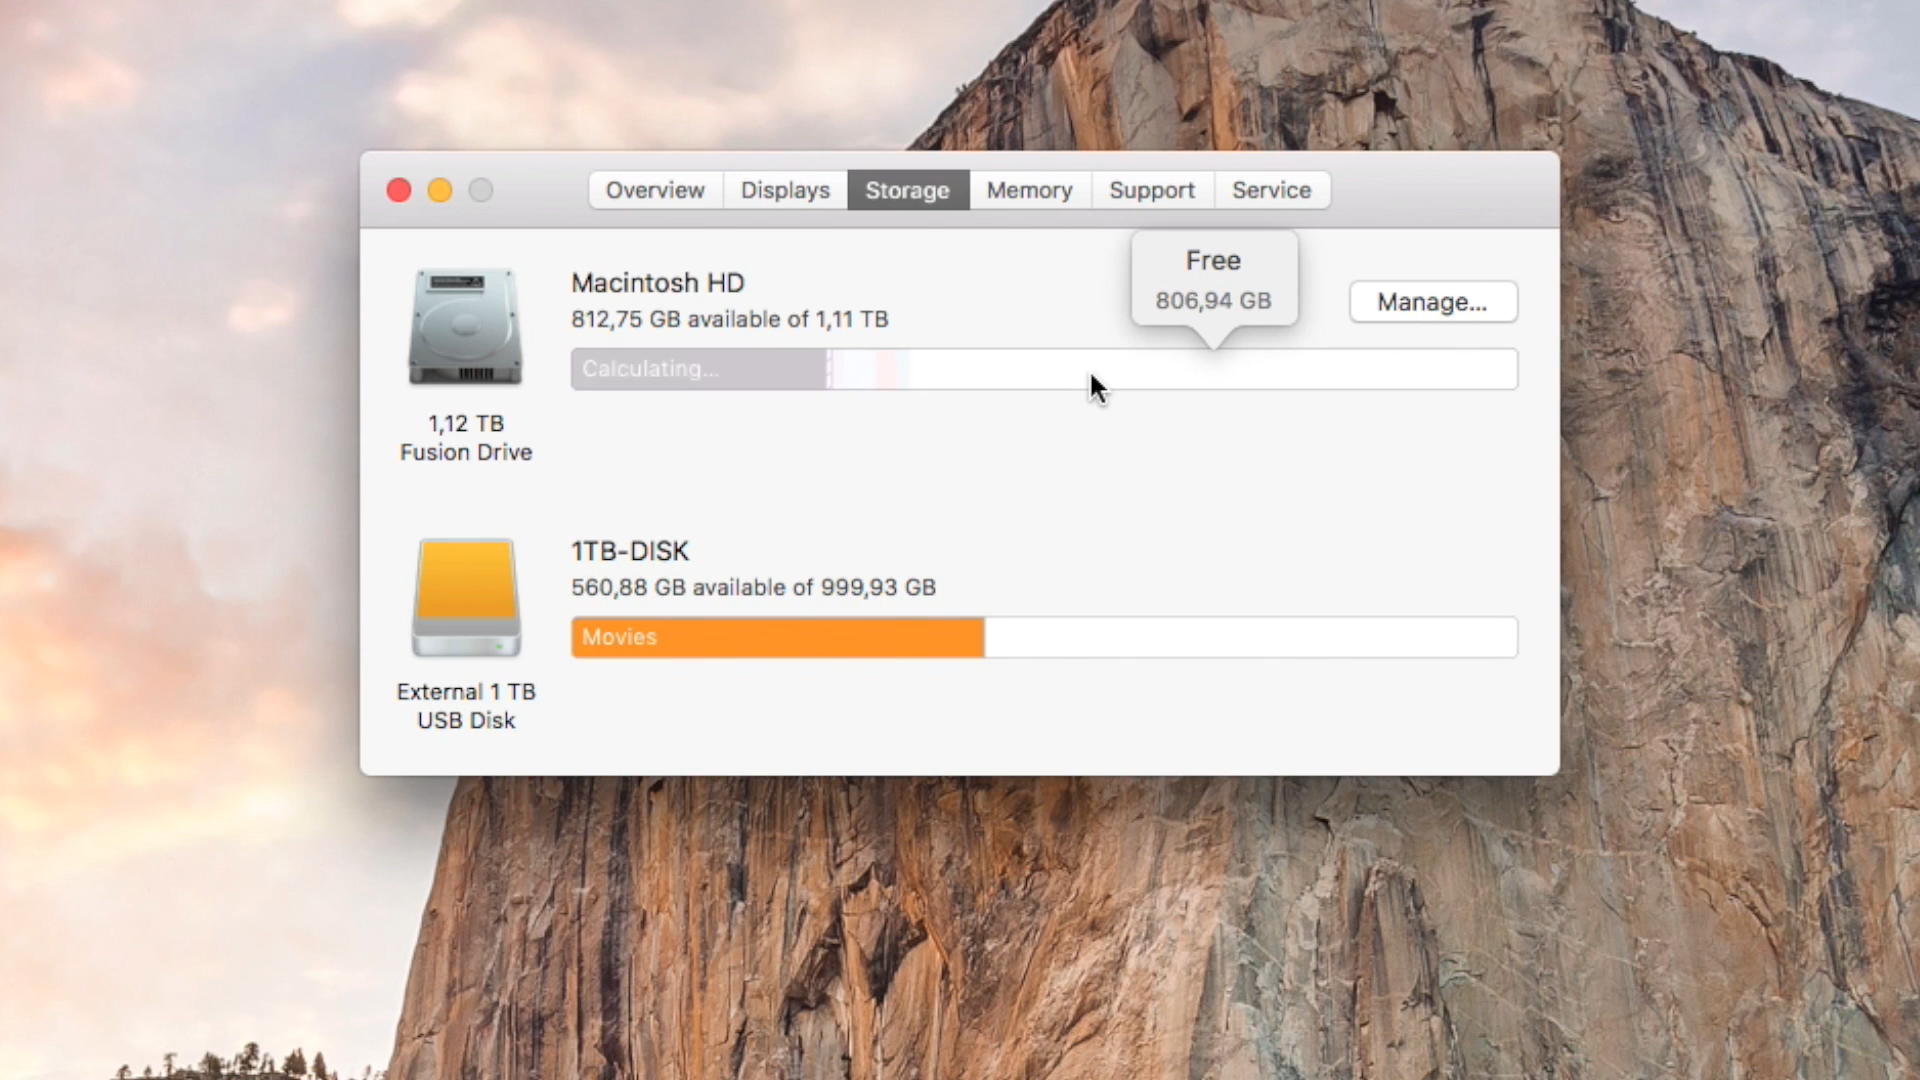 Overview Displays Storage Memory Support Service
Free
806,94 GB
Macintosh HD
812,75 GB available of 1,11 TB
Manage...
Calculating...
1,12 TB
Fusion Drive
1TB-DISK
560,88 GB available of 999,93 GB
Movies
External 1 TB
USB Disk